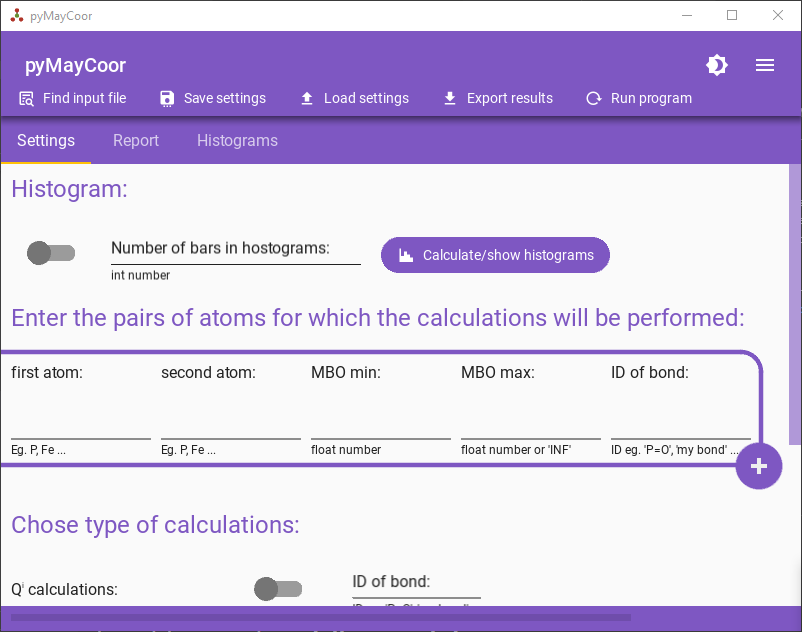 pyMayCoor
pyMayCoor
Find input file Save settings Load settings Export results Run program
Settings Report Histograms
Histogram:
Number of bars in hostograms:
int number
Calculate/show histograms
Enter the pairs of atoms for which the calculations will be performed:
first atom: second atom: MBO min: MBO max: ID of bond:
Eg. P, Fe ... Eg. P, Fe ... float number float number or 'INF' ID eg. 'P=O', 'my bond' ...
Chose type of calculations:
Qⁱ calculations:
ID of bond: